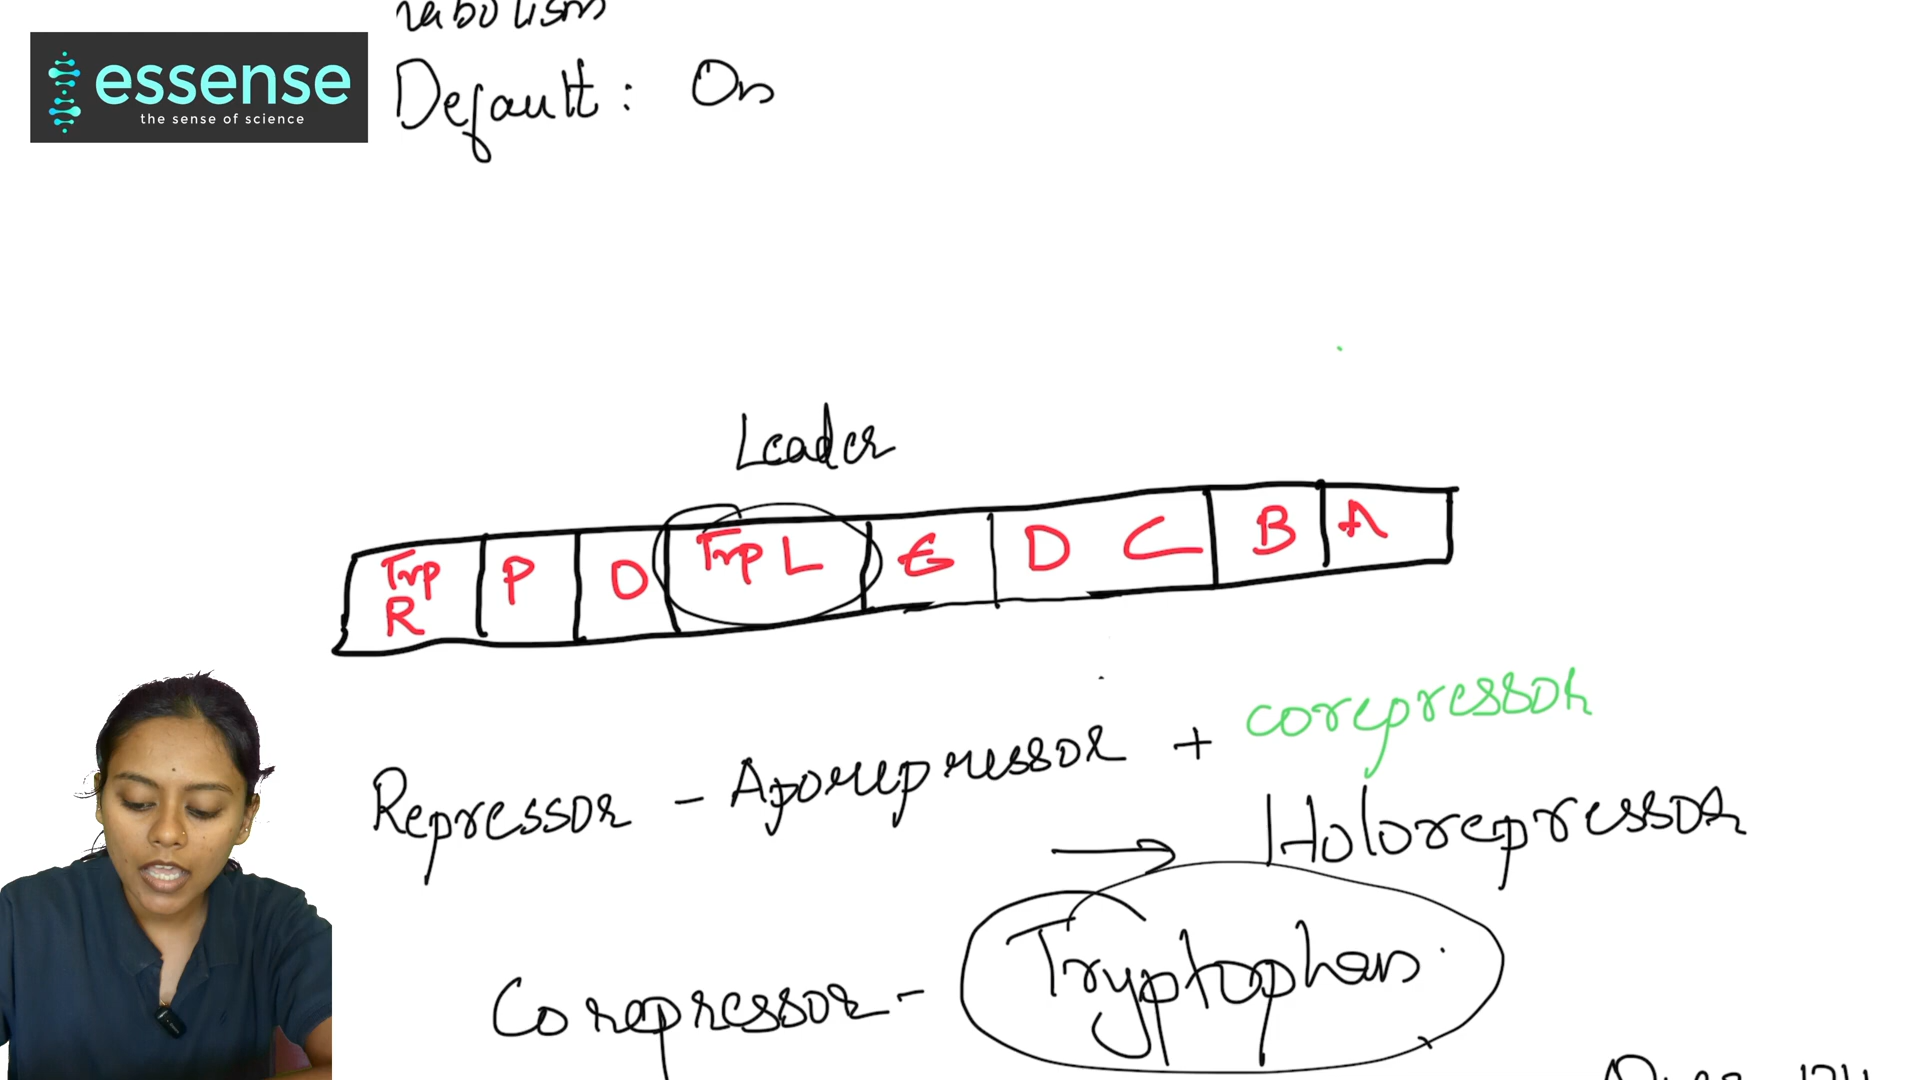 essense
the sense of science
Default: On
Leader
Trp R P O Trp L E D C B A
Repressor - Aporepressor + corepressor
→ Holorepressor
Corepressor - Tryptophan